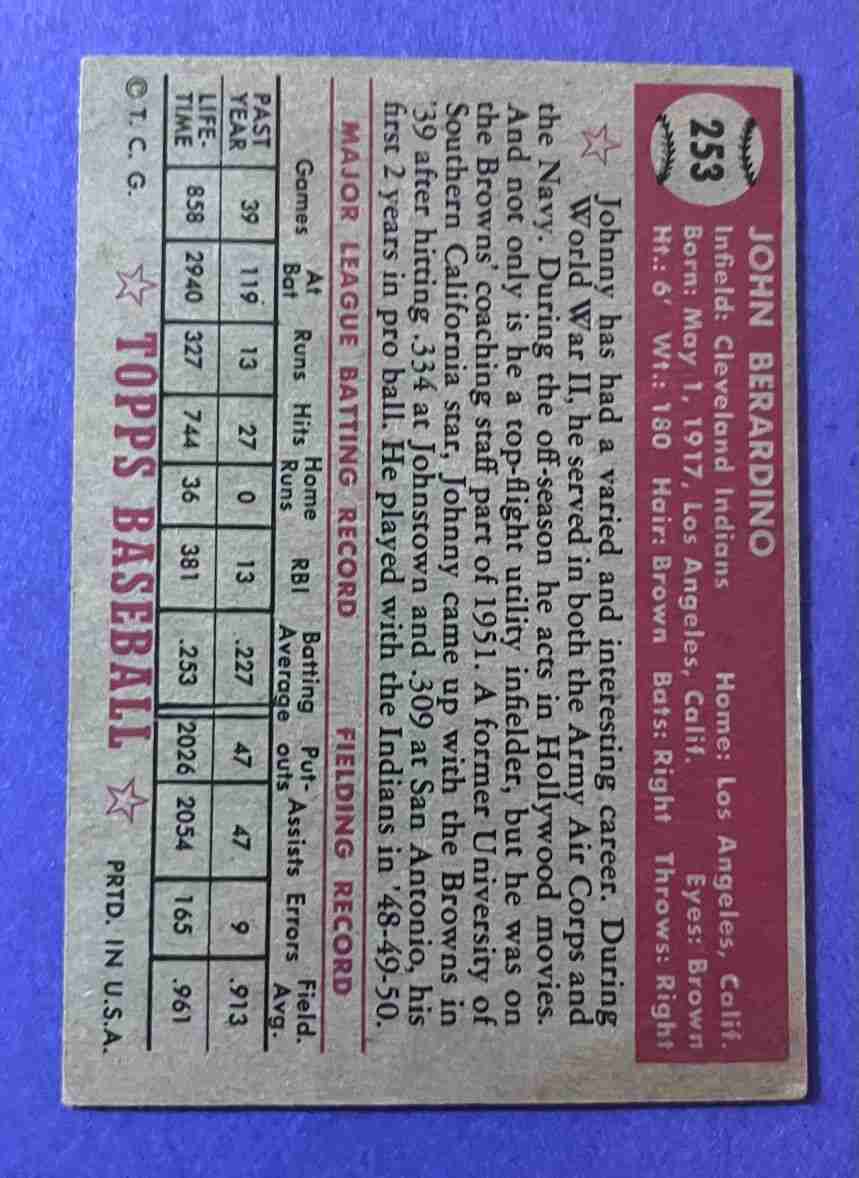 253
JOHN BERARDINO
Infield: Cleveland Indians Home: Los Angeles, Calif.
Born: May 1, 1917, Los Angeles, Calif. Eyes: Brown
Ht.: 6' Wt.: 180 Hair: Brown Bats: Right Throws: Right
Johnny has had a varied and interesting career. During
World War II, he served in both the Army Air Corps and
the Navy. During the off-season he acts in Hollywood movies.
And not only is he a top-flight utility infielder, but he was on
the Browns' coaching staff part of 1951. A former University of
Southern California star, Johnny came up with the Browns in
'39 after hitting .334 at Johnstown and .309 at San Antonio, his
first 2 years in pro ball. He played with the Indians in '48-49-50.
MAJOR LEAGUE BATTING RECORD FIELDING RECORD
Games At Bat Runs Hits Home Runs RBI Batting Average Put-outs Assists Errors Field. Avg.
PAST YEAR 39 119 13 27 0 13 .227 47 47 9 .913
LIFE-TIME 858 2940 327 744 36 381 .253 2026 2054 165 .961
© T. C. G. ☆ TOPPS BASEBALL ☆ PRTD. IN U.S.A.